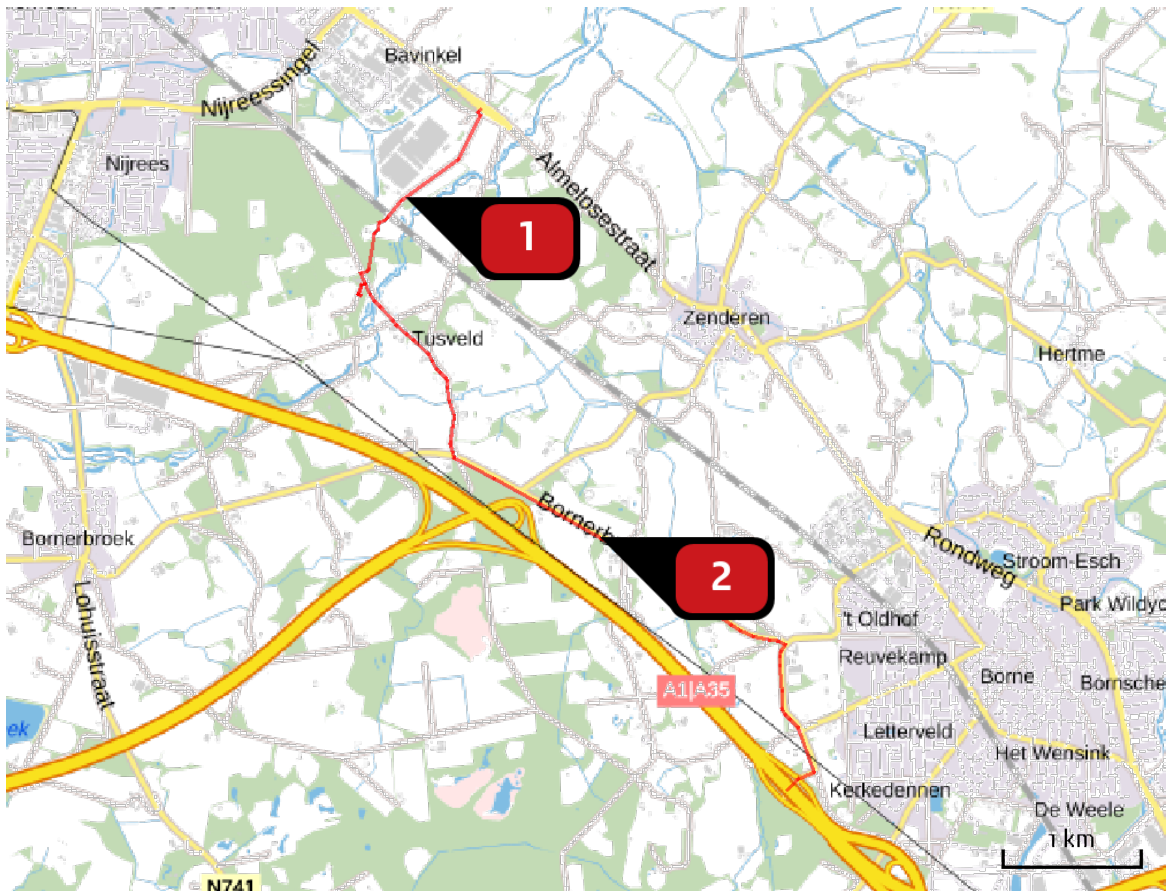 Bavinkel
Nijreessingel
Nijrees
Almelosestraat
1
Zenderen
Tusveld
Hertme
Bornerb
Bornerbroek
Rondweg
Stroom-Esch
2
Lohuisstraat
Park Wildyc
't Oldhof
Reuvekamp
Borne
Bornsche
A1|A35
ek
Letterveld
Het Wensink
Kerkedennen
De Weele
1 km
N741